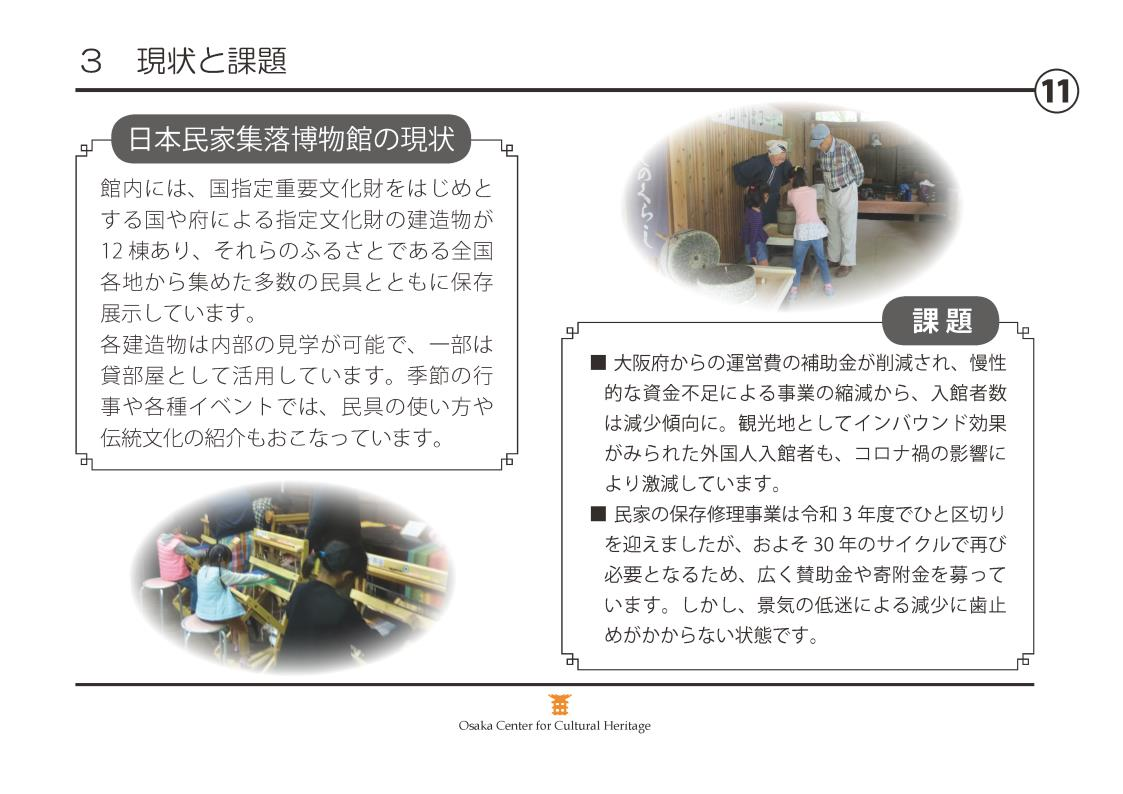 3 現状と課題
11
日本民家集落博物館の現状
館内には、国指定重要文化財をはじめと
する国や府による指定文化財の建造物が
12 棟あり、それらのふるさとである全国
各地から集めた多数の民具とともに保存
展示しています。
各建造物は内部の見学が可能で、一部は
貸部屋として活用しています。季節の行
事や各種イベントでは、民具の使い方や
伝統文化の紹介もおこなっています。
のくらし
課題
■ 大阪府からの運営費の補助金が削減され、慢性
的な資金不足による事業の縮減から、入館者数
は減少傾向に。観光地としてインバウンド効果
がみられた外国人入館者も、コロナ禍の影響に
より激減しています。
■ 民家の保存修理事業は令和 3 年度でひと区切り
を迎えましたが、およそ 30 年のサイクルで再び
必要となるため、広く賛助金や寄附金を募って
います。しかし、景気の低迷による減少に歯止
めがかからない状態です。
Osaka Center for Cultural Heritage